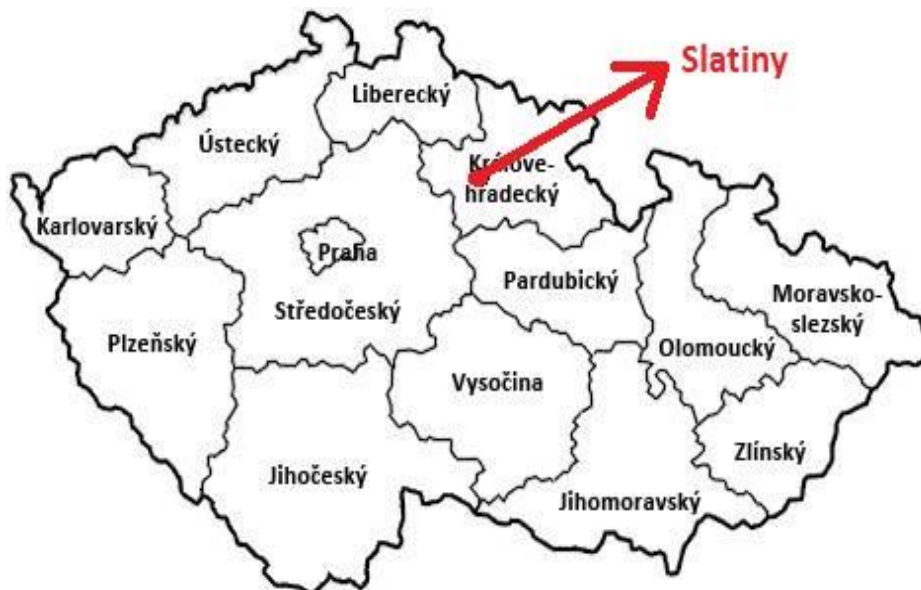 Slatiny
Liberecký
Ústecký
Králove-
hradecký
Karlovarský
Praha
Pardubický
Středočeský
Moravsko-
slezský
Plzeňský
Olomoucký
Vysočina
Zlínský
Jihočeský
Jihomoravský